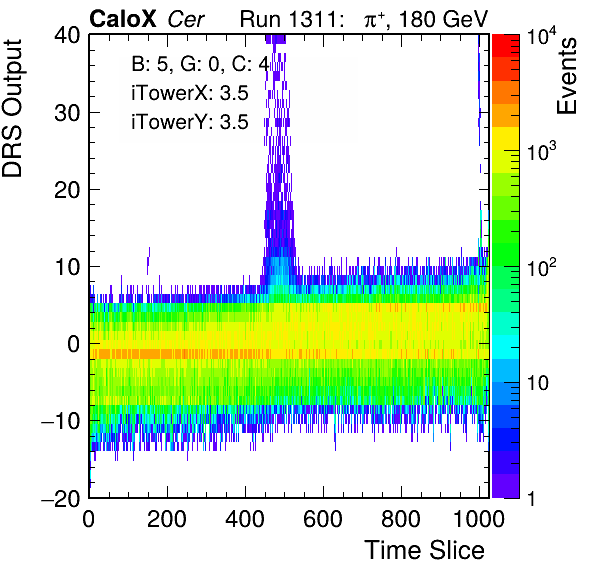 CaloX Cer Run 1311: π⁺, 180 GeV
B: 5, G: 0, C: 4
iTowerX: 3.5
iTowerY: 3.5
DRS Output
40
30
20
10
0
−10
−20
0 200 400 600 800 1000
Time Slice
10⁴
10³
10²
10
1
Events